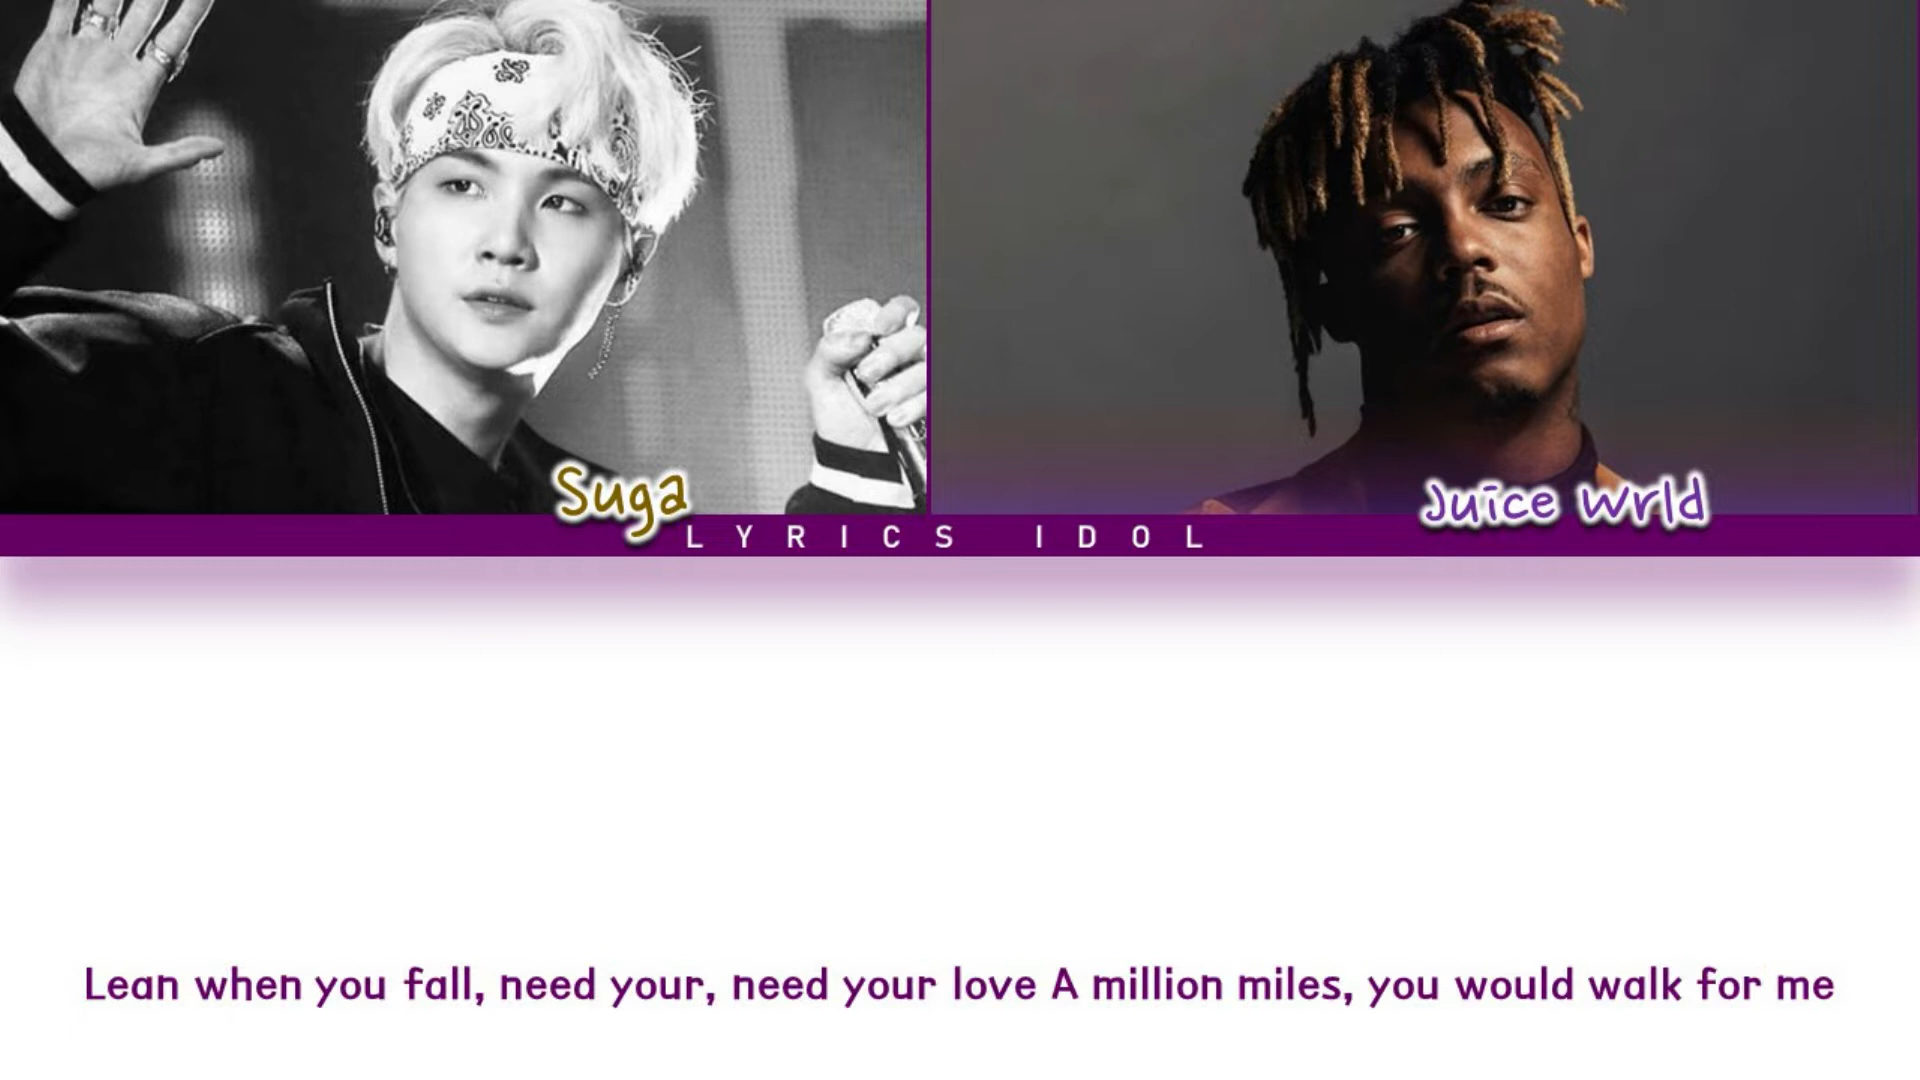 Suga
Juice Wrld
LYRICS IDOL
Lean when you fall, need your, need your love A million miles, you would walk for me